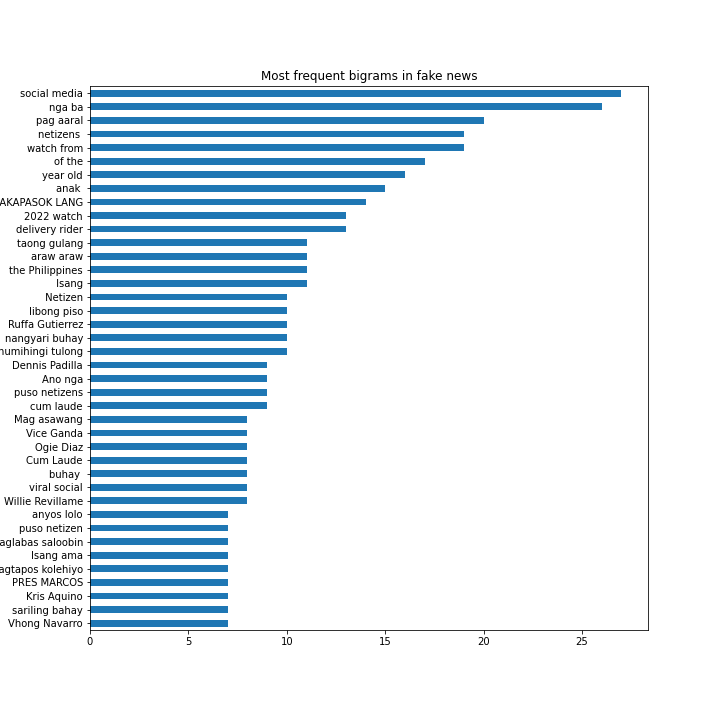 Most frequent bigrams in fake news
social media
nga ba
pag aaral
netizens
watch from
of the
year old
anak
AKAPASOK LANG
2022 watch
delivery rider
taong gulang
araw araw
the Philippines
Isang
Netizen
libong piso
Ruffa Gutierrez
nangyari buhay
humihingi tulong
Dennis Padilla
Ano nga
puso netizens
cum laude
Mag asawang
Vice Ganda
Ogie Diaz
Cum Laude
buhay
viral social
Willie Revillame
anyos lolo
puso netizen
aglabas saloobin
Isang ama
agtapos kolehiyo
PRES MARCOS
Kris Aquino
sariling bahay
Vhong Navarro
0 5 10 15 20 25